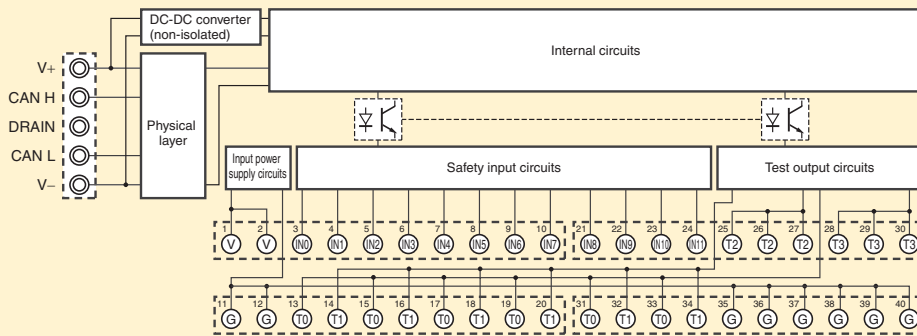 DC-DC converter
(non-isolated)
Internal circuits
V+
CAN H
DRAIN
CAN L
V–
Physical
layer
Input power
supply circuits
Safety input circuits
Test output circuits
1 2 3 4 5 6 7 8 9 10 21 22 23 24 25 26 27 28 29 30
V V IN0 IN1 IN2 IN3 IN4 IN5 IN6 IN7 IN8 IN9 IN10 IN11 T2 T2 T2 T3 T3 T3
11 12 13 14 15 16 17 18 19 20 31 32 33 34 35 36 37 38 39 40
G G T0 T1 T0 T1 T0 T1 T0 T1 T0 T1 T0 T1 G G G G G G